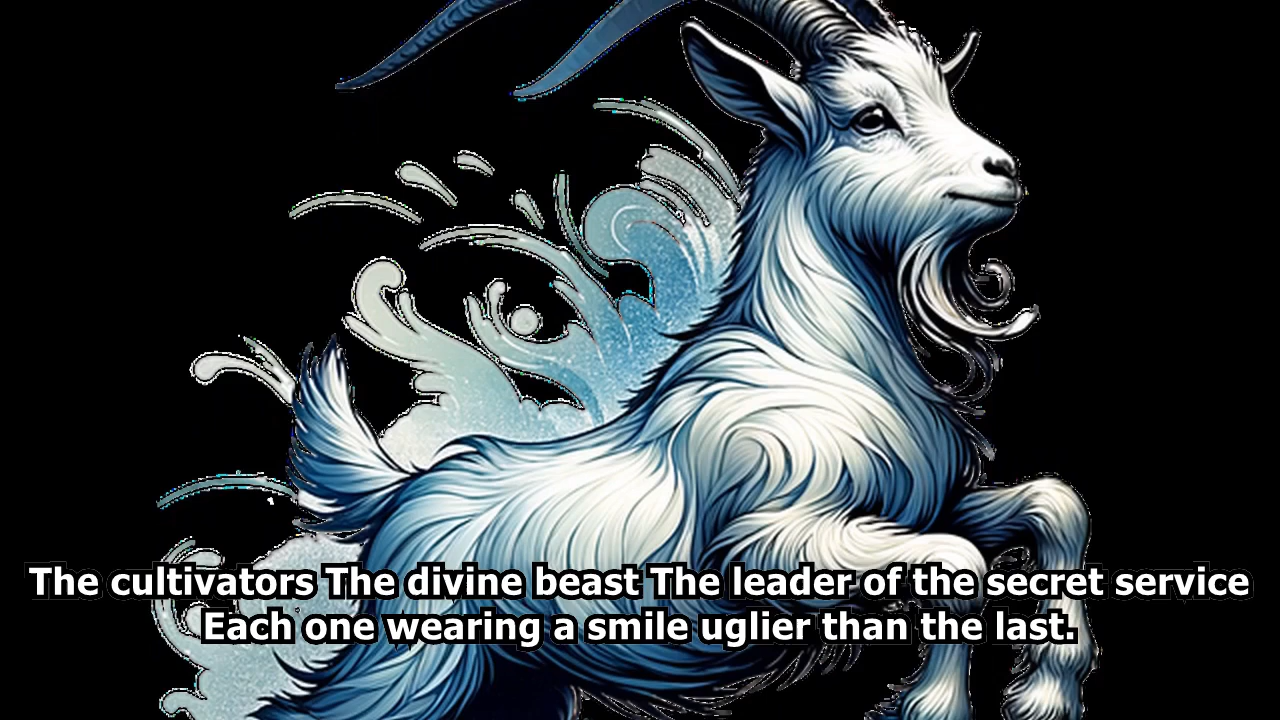 The cultivators The divine beast The leader of the secret service
Each one wearing a smile uglier than the last.